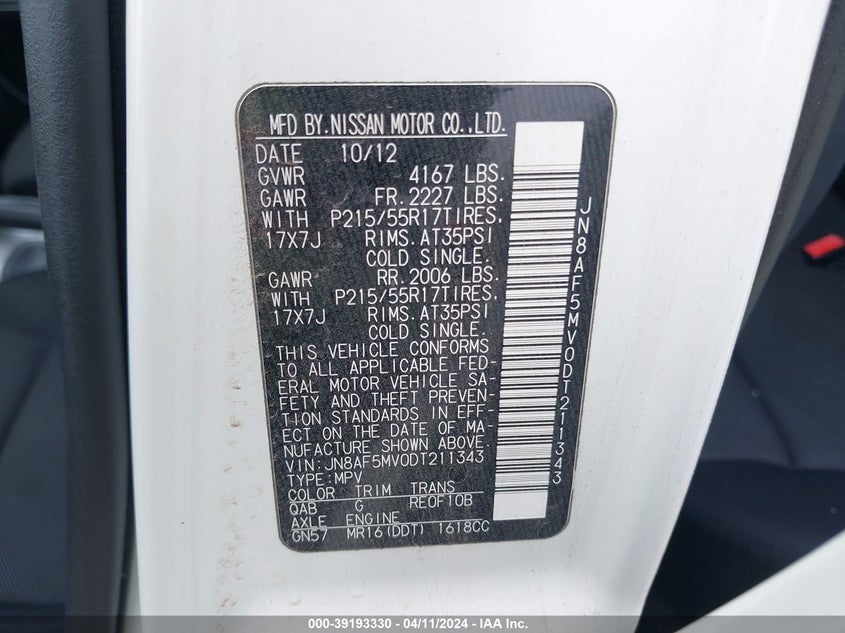 MFD BY.NISSAN MOTOR CO.,LTD.
DATE 10/12
GVWR 4167 LBS.
GAWR FR.2227 LBS.
WITH P215/55R17TIRES.
17X7J RIMS.AT35PSI
COLD SINGLE.
GAWR RR.2006 LBS.
WITH P215/55R17TIRES.
17X7J RIMS.AT35PSI
COLD SINGLE.
THIS VEHICLE CONFORMS
TO ALL APPLICABLE FED-
ERAL MOTOR VEHICLE SA-
FETY AND THEFT PREVEN-
TION STANDARDS IN EFF-
ECT ON THE DATE OF MA-
NUFACTURE SHOWN ABOVE.
VIN:JN8AF5MV0DT211343
TYPE:MPV
COLOR TRIM TRANS
QAB G RE0F10B
AXLE ENGINE
GN57 MR16(DDT) 1618CC
JN8AF5MV0DT211343
000-39193330 - 04/11/2024 - IAA Inc.